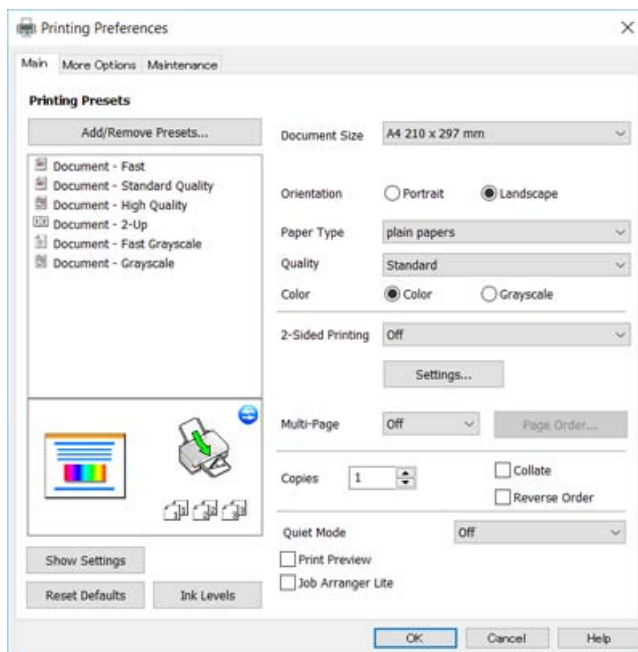 Printing Preferences
Main More Options Maintenance
Printing Presets
Add/Remove Presets...
Document - Fast
Document - Standard Quality
Document - High Quality
Document - 2-Up
Document - Fast Grayscale
Document - Grayscale
Show Settings
Reset Defaults Ink Levels
Document Size A4 210 x 297 mm
Orientation Portrait Landscape
Paper Type plain papers
Quality Standard
Color Color Grayscale
2-Sided Printing Off
Settings...
Multi-Page Off Page Order...
Copies 1 Collate
Reverse Order
Quiet Mode Off
Print Preview
Job Arranger Lite
OK Cancel Help